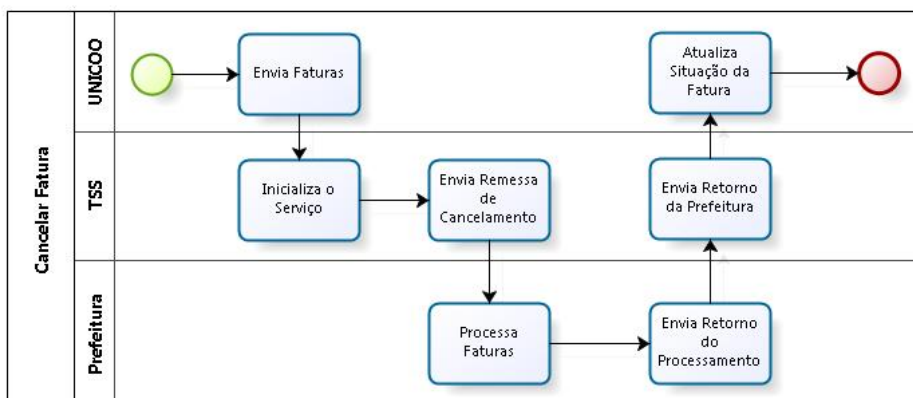 Cancelar Fatura
UNICOO
Envia Faturas
Atualiza
Situação da
Fatura
TSS
Inicializa o
Serviço
Envia Remessa
de
Cancelamento
Envia Retorno
da Prefeitura
Prefeitura
Processa
Faturas
Envia Retorno
do
Processamento